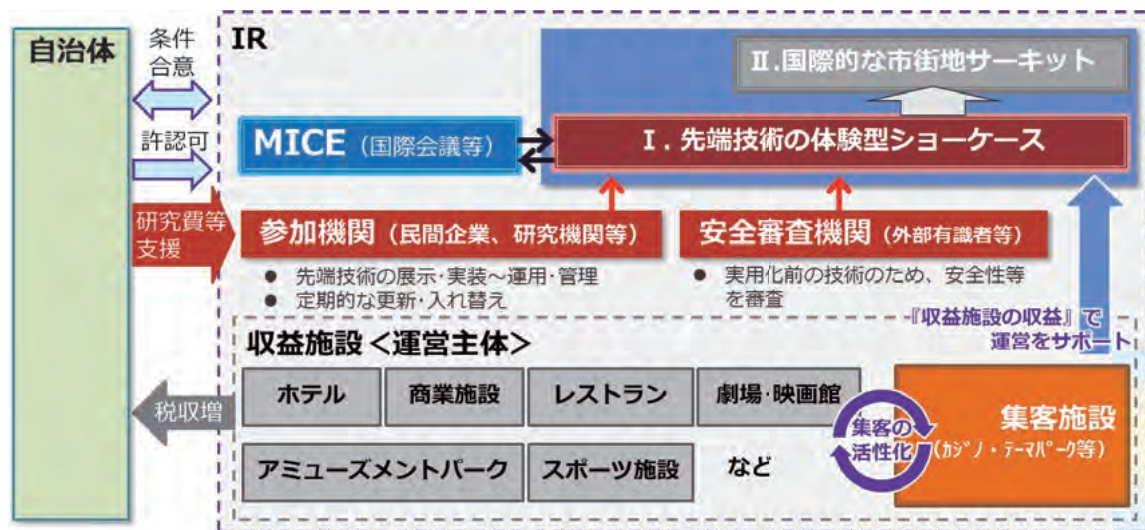 自治体
条件
合意
許認可
研究費等
支援
税収増
IR
Ⅱ.国際的な市街地サーキット
MICE（国際会議等）
Ⅰ. 先端技術の体験型ショーケース
参加機関（民間企業、研究機関等）
● 先端技術の展示･実装～運用･管理
● 定期的な更新･入れ替え
安全審査機関（外部有識者等）
● 実用化前の技術のため、安全性等
を審査
『収益施設の収益』で
運営をサポート
収益施設＜運営主体＞
ホテル
商業施設
レストラン
劇場･映画館
アミューズメントパーク
スポーツ施設
など
集客の
活性化
集客施設
(ｶｼﾞﾉ・ﾃｰﾏﾊﾟｰｸ等)